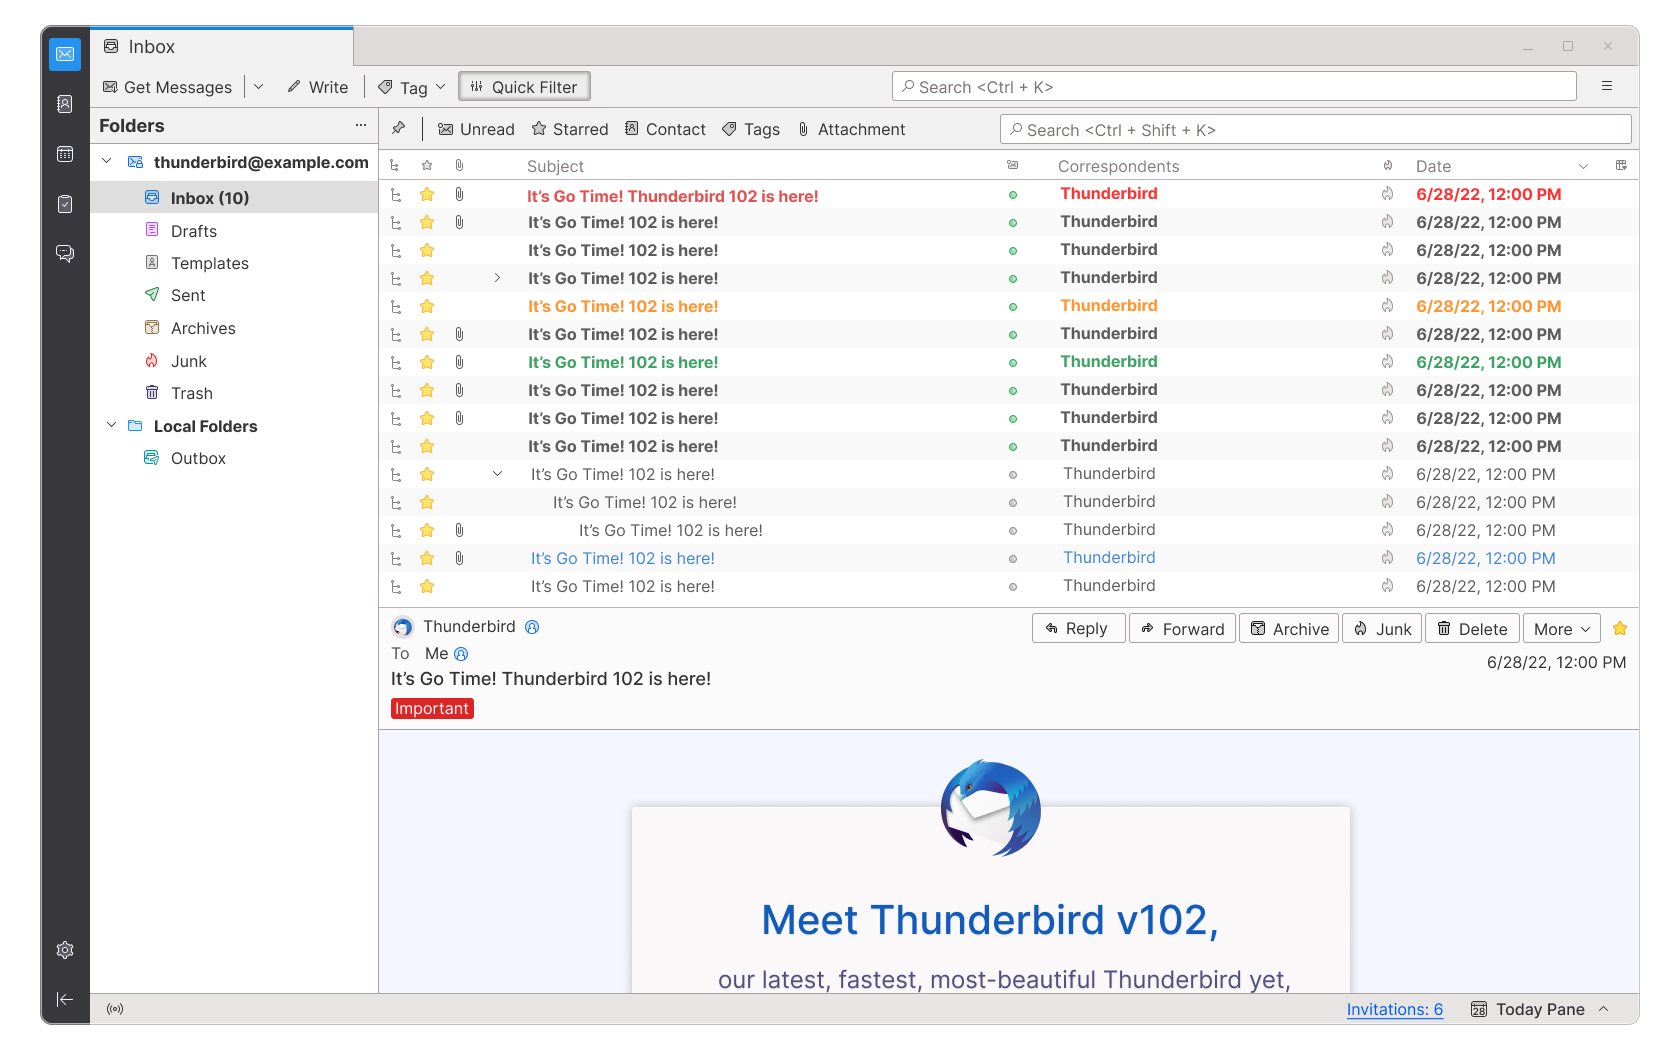 Inbox
Get Messages Write Tag Quick Filter Search <Ctrl + K>
Folders
Unread Starred Contact Tags Attachment Search <Ctrl + Shift + K>
thunderbird@example.com
Inbox (10)
Drafts
Templates
Sent
Archives
Junk
Trash
Local Folders
Outbox
Subject Correspondents Date
It’s Go Time! Thunderbird 102 is here! Thunderbird 6/28/22, 12:00 PM
It’s Go Time! 102 is here! Thunderbird 6/28/22, 12:00 PM
It’s Go Time! 102 is here! Thunderbird 6/28/22, 12:00 PM
It’s Go Time! 102 is here! Thunderbird 6/28/22, 12:00 PM
It’s Go Time! 102 is here! Thunderbird 6/28/22, 12:00 PM
It’s Go Time! 102 is here! Thunderbird 6/28/22, 12:00 PM
It’s Go Time! 102 is here! Thunderbird 6/28/22, 12:00 PM
It’s Go Time! 102 is here! Thunderbird 6/28/22, 12:00 PM
It’s Go Time! 102 is here! Thunderbird 6/28/22, 12:00 PM
It’s Go Time! 102 is here! Thunderbird 6/28/22, 12:00 PM
It’s Go Time! 102 is here! Thunderbird 6/28/22, 12:00 PM
It’s Go Time! 102 is here! Thunderbird 6/28/22, 12:00 PM
It’s Go Time! 102 is here! Thunderbird 6/28/22, 12:00 PM
It’s Go Time! 102 is here! Thunderbird 6/28/22, 12:00 PM
It’s Go Time! 102 is here! Thunderbird 6/28/22, 12:00 PM
Thunderbird Reply Forward Archive Junk Delete More
To Me 6/28/22, 12:00 PM
It’s Go Time! Thunderbird 102 is here!
Important
Meet Thunderbird v102,
our latest, fastest, most-beautiful Thunderbird yet,
Invitations: 6 28 Today Pane